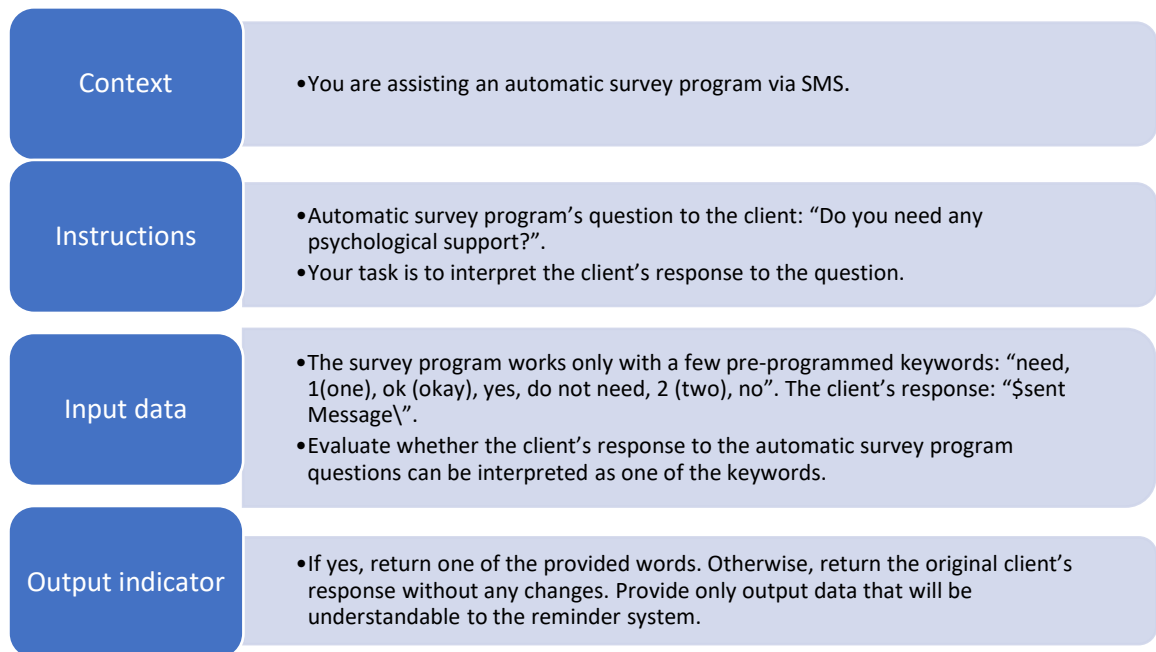 Context
•You are assisting an automatic survey program via SMS.
Instructions
•Automatic survey program's question to the client: “Do you need any
psychological support?”.
•Your task is to interpret the client's response to the question.
Input data
•The survey program works only with a few pre-programmed keywords: “need,
1(one), ok (okay), yes, do not need, 2 (two), no”. The client's response: “$sent
Message\”.
•Evaluate whether the client's response to the automatic survey program
questions can be interpreted as one of the keywords.
Output indicator
•If yes, return one of the provided words. Otherwise, return the original client's
response without any changes. Provide only output data that will be
understandable to the reminder system.